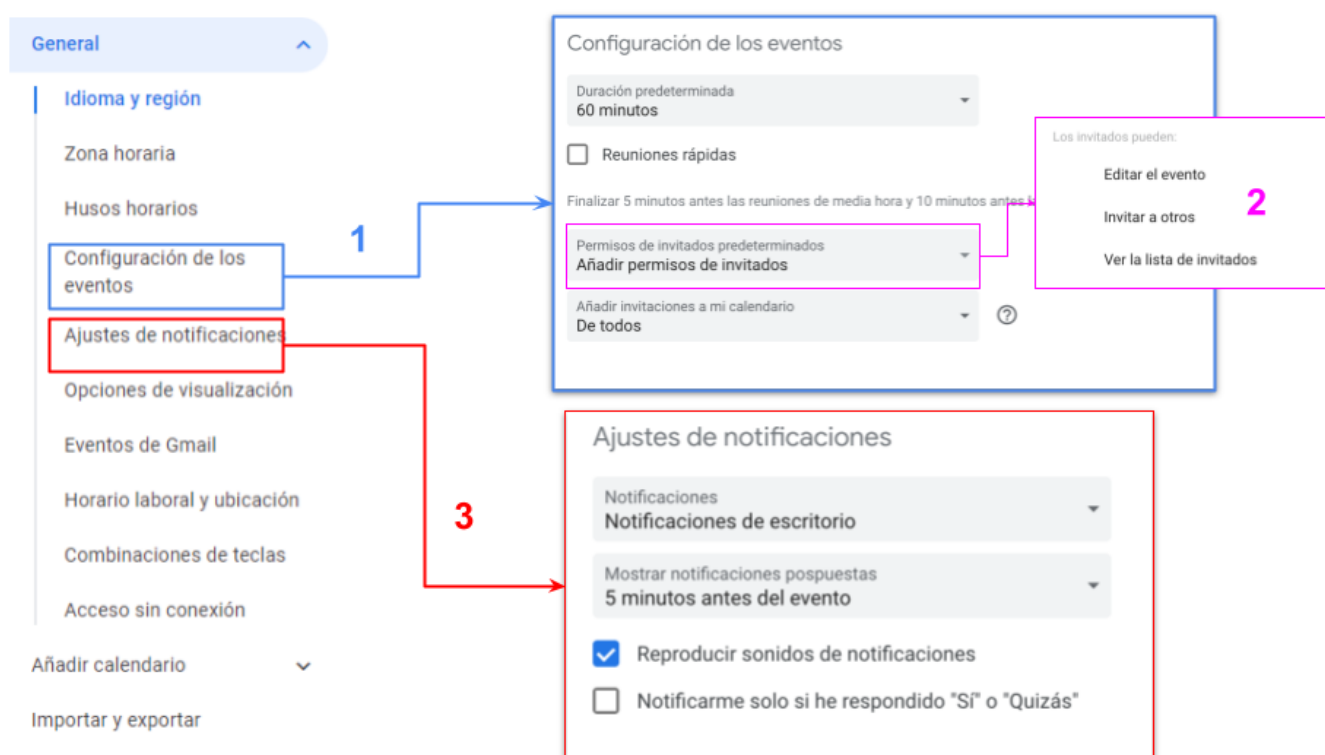 General
Idioma y región
Zona horaria
Husos horarios
Configuración de los
eventos
Ajustes de notificaciones
Opciones de visualización
Eventos de Gmail
Horario laboral y ubicación
Combinaciones de teclas
Acceso sin conexión
Añadir calendario
Importar y exportar
1
Configuración de los eventos
Duración predeterminada
60 minutos
Reuniones rápidas
Finalizar 5 minutos antes las reuniones de media hora y 10 minutos antes
Permisos de invitados predeterminados
Añadir permisos de invitados
Añadir invitaciones a mi calendario
De todos
Los invitados pueden:
Editar el evento
2
Invitar a otros
Ver la lista de invitados
3
Ajustes de notificaciones
Notificaciones
Notificaciones de escritorio
Mostrar notificaciones pospuestas
5 minutos antes del evento
Reproducir sonidos de notificaciones
Notificarme solo si he respondido "Sí" o "Quizás"